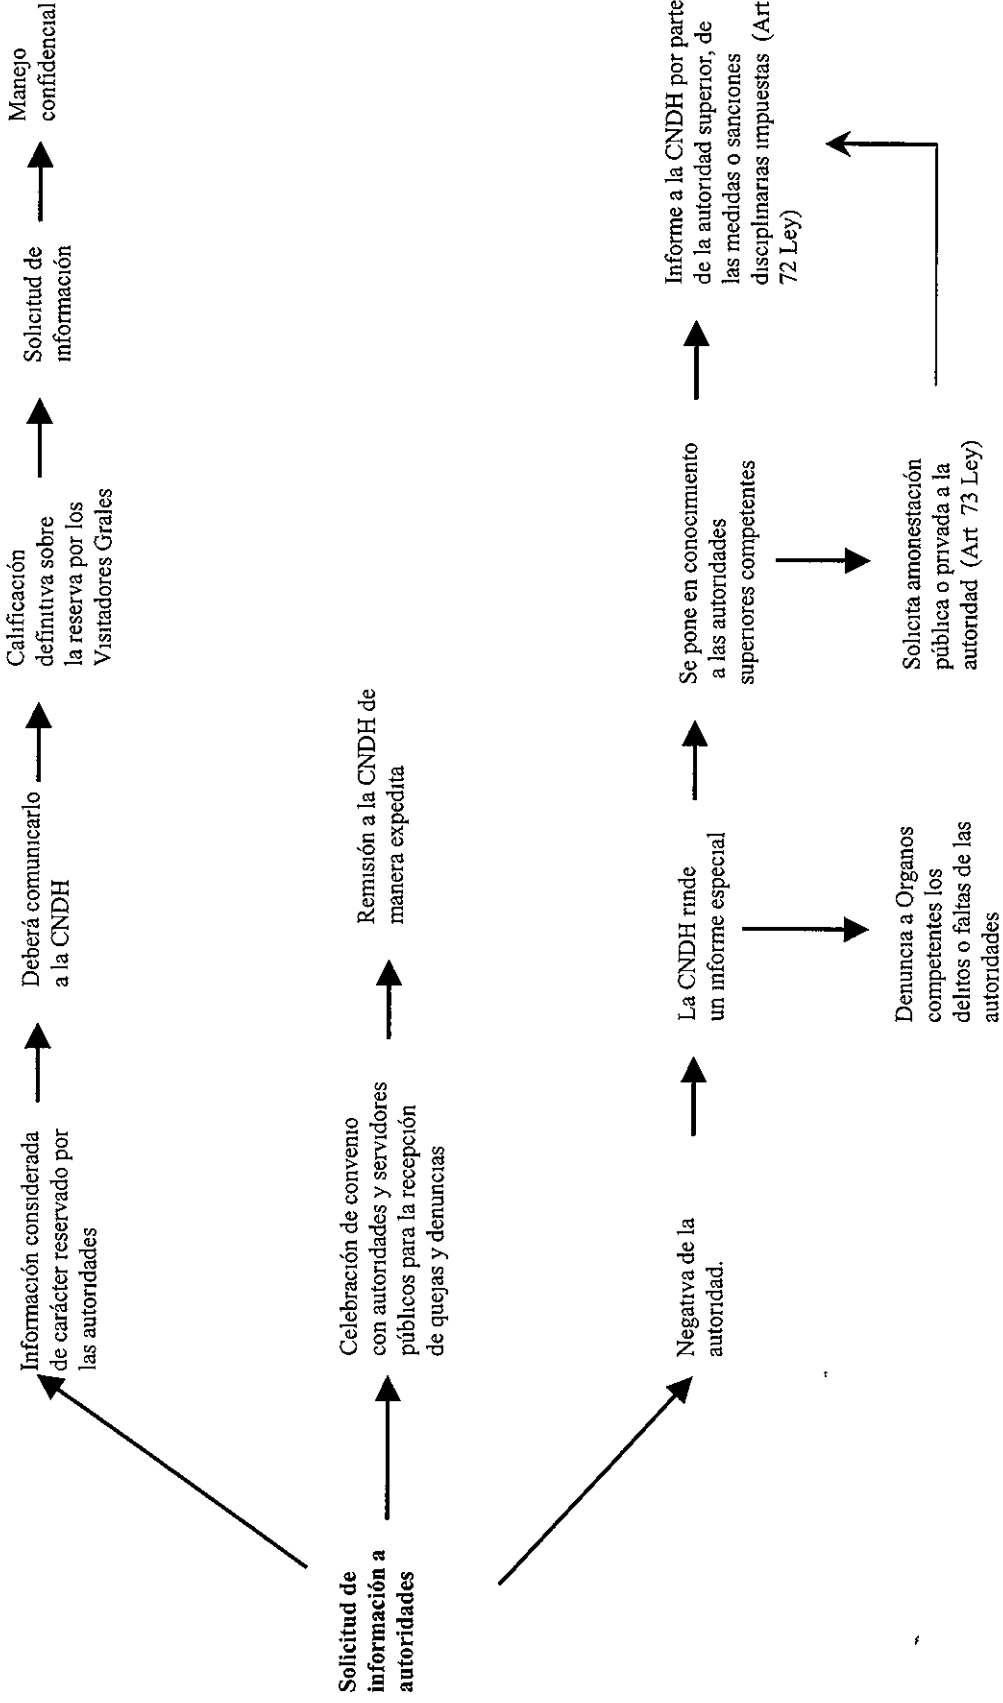 Solicitud de
información a
autoridades
Información considerada
de carácter reservado por
las autoridades
Deberá comunicarlo
a la CNDH
Calificación
definitiva sobre
la reserva por los
Visitadores Grales
Solicitud de
información
Manejo
confidencial
Celebración de convenio
con autoridades y servidores
públicos para la recepción
de quejas y denuncias
Remisión a la CNDH de
manera expedita
Negativa de la
autoridad.
La CNDH rinde
un informe especial
Se pone en conocimiento
a las autoridades
superiores competentes
Informe a la CNDH por parte
de la autoridad superior, de
las medidas o sanciones
disciplinarias impuestas (Art
72 Ley)
Denuncia a Organos
competentes los
delitos o faltas de las
autoridades
Solicita amonestación
pública o privada a la
autoridad (Art 73 Ley)